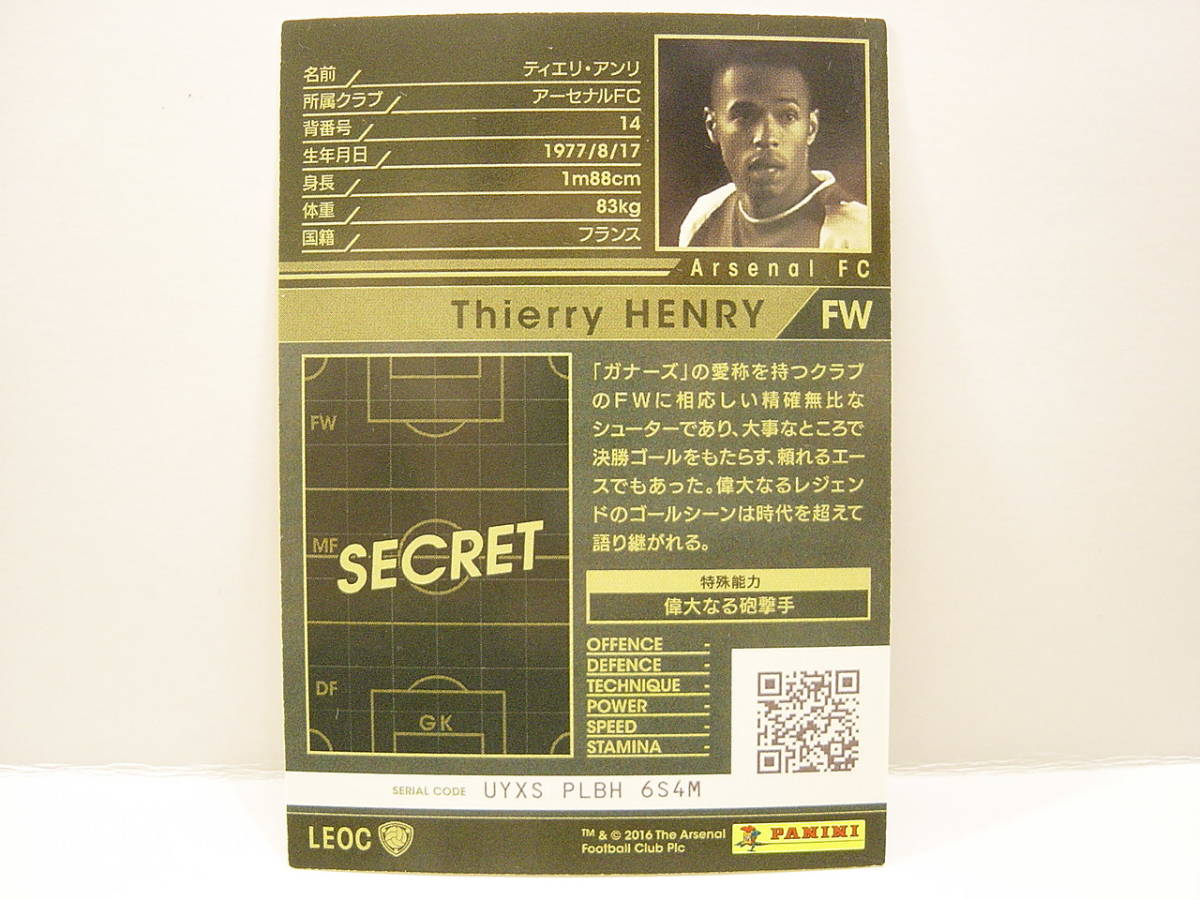 名前 ティエリ・アンリ
所属クラブ アーセナルFC
背番号 14
生年月日 1977/8/17
身長 1m88cm
体重 83kg
国籍 フランス
Arsenal FC
Thierry HENRY FW
FW
MF
SECRET
DF
GK
「ガナーズ」の愛称を持つクラブ
のFWに相応しい精確無比な
シューターであり、大事なところで
決勝ゴールをもたらす、頼れるエー
スでもあった。偉大なるレジェン
ドのゴールシーンは時代を超えて
語り継がれる。
特殊能力
偉大なる砲撃手
OFFENCE -
DEFENCE -
TECHNIQUE -
POWER -
SPEED -
STAMINA -
SERIAL CODE UYXS PLBH 6S4M
LEOC
™ & © 2016 The Arsenal
Football Club Plc
PANINI